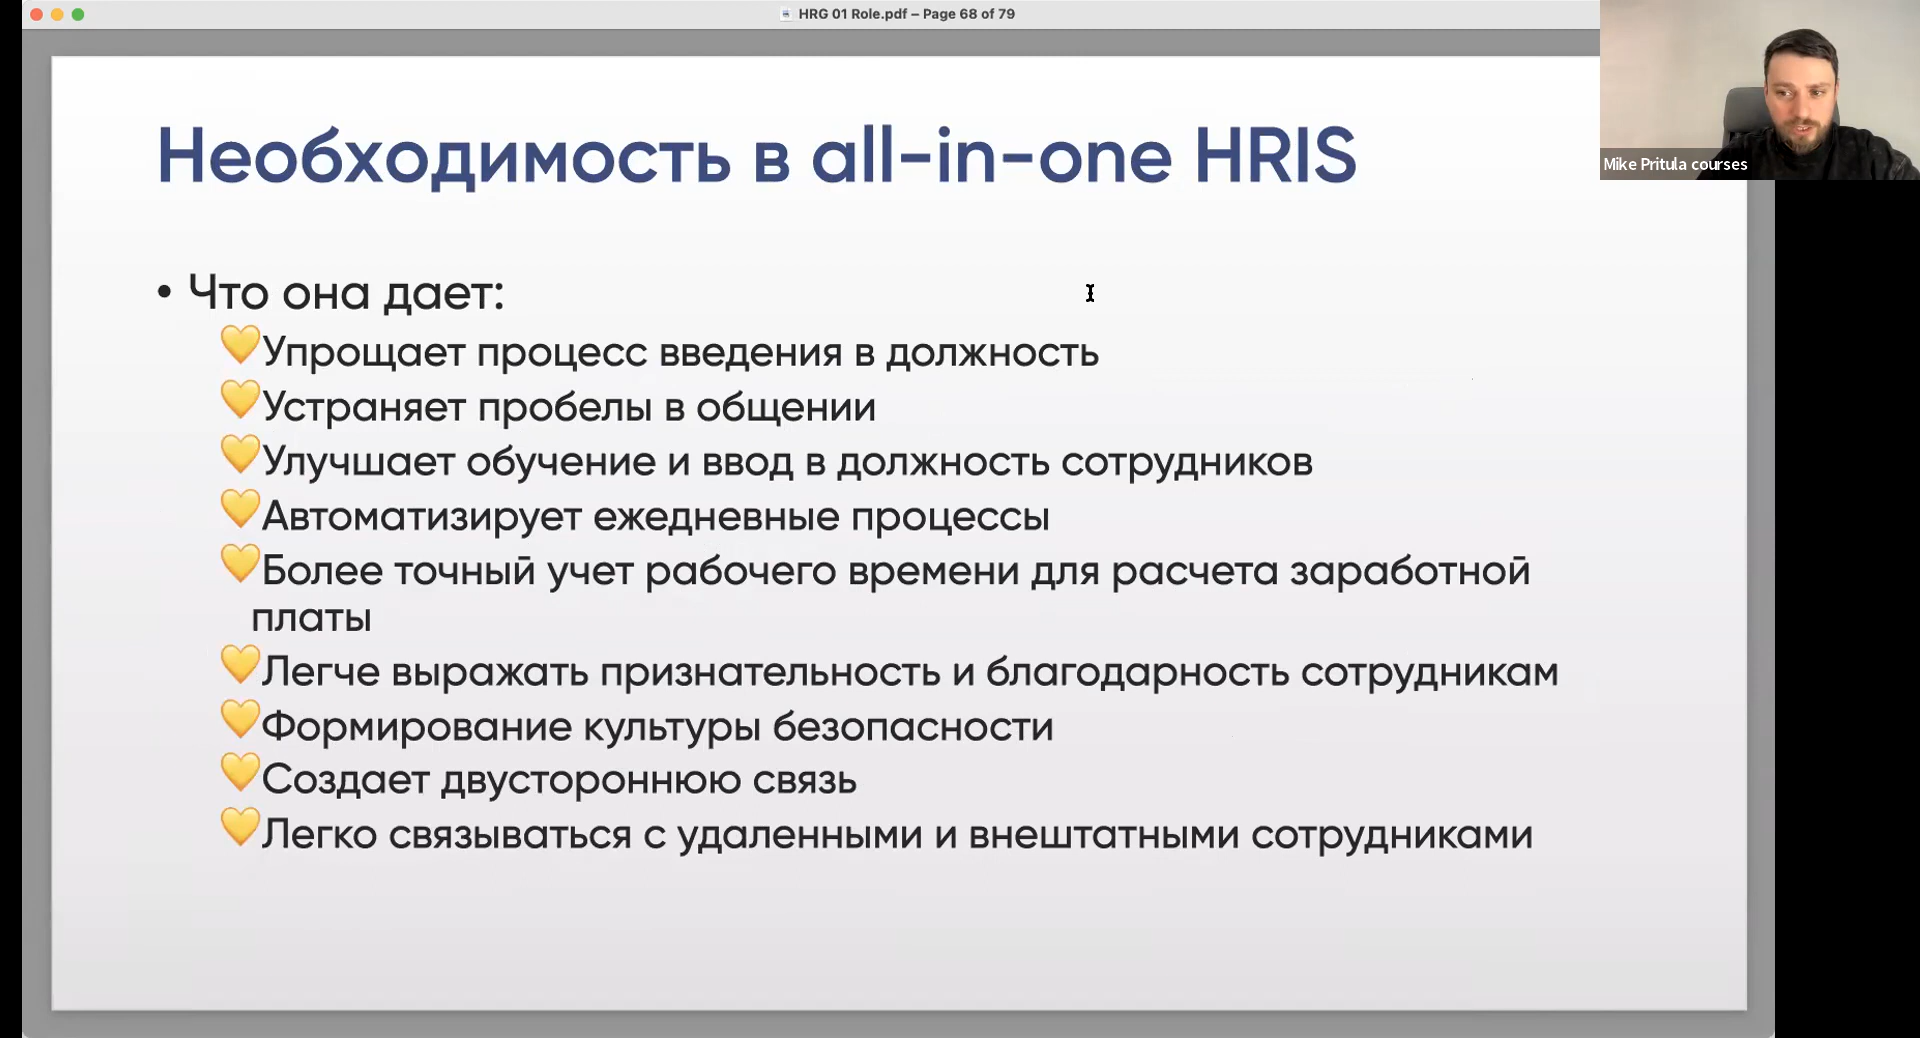 HRG 01 Role.pdf – Page 68 of 79
Mike Pritula courses
Необходимость в all-in-one HRIS
• Что она дает:
💛Упрощает процесс введения в должность
💛Устраняет пробелы в общении
💛Улучшает обучение и ввод в должность сотрудников
💛Автоматизирует ежедневные процессы
💛Более точный учет рабочего времени для расчета заработной
платы
💛Легче выражать признательность и благодарность сотрудникам
💛Формирование культуры безопасности
💛Создает двустороннюю связь
💛Легко связываться с удаленными и внештатными сотрудниками